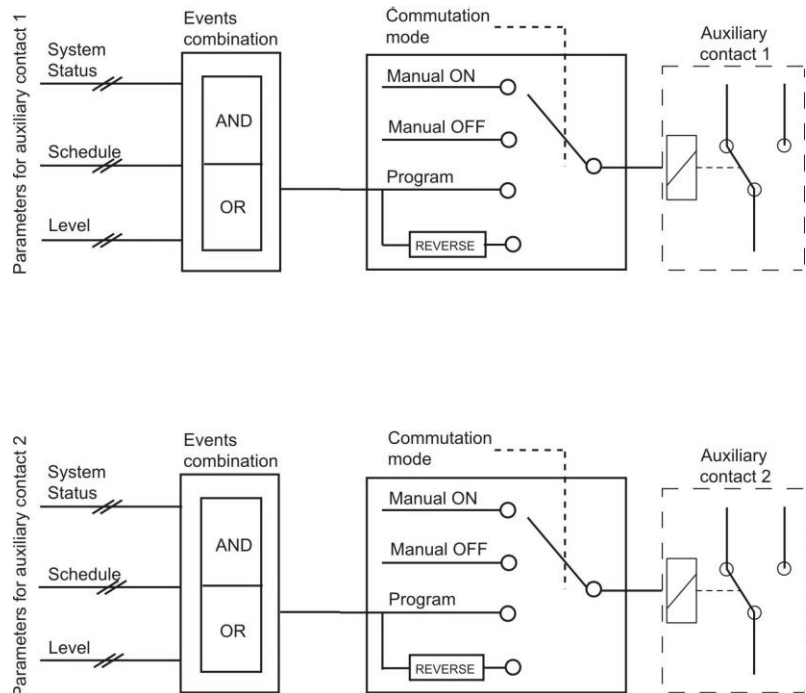 Parameters for auxiliary contact 1
System
Status
Schedule
Level
Events
combination
AND
OR
Commutation
mode
Manual ON
Manual OFF
Program
REVERSE
Auxiliary
contact 1
Parameters for auxiliary contact 2
System
Status
Schedule
Level
Events
combination
AND
OR
Commutation
mode
Manual ON
Manual OFF
Program
REVERSE
Auxiliary
contact 2